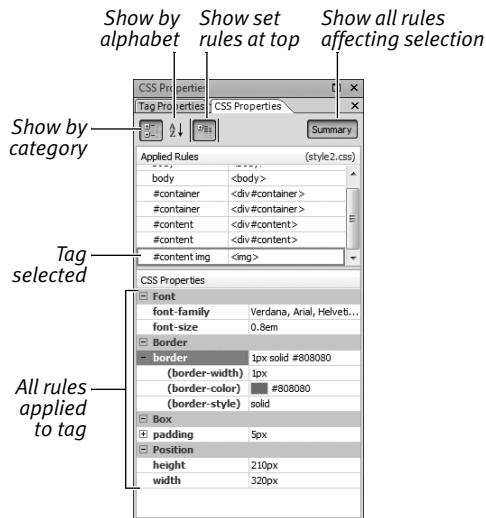 Show by alphabet
Show set rules at top
Show all rules affecting selection
CSS Properties
Tag Properties CSS Properties
Show by category
Summary
Applied Rules (style2.css)
body <body>
#container <div#container>
#container <div#container>
#content <div#content>
#content <div#content>
Tag selected
#content img <img>
CSS Properties
Font
font-family Verdana, Arial, Helveti...
font-size 0.8em
Border
border 1px solid #808080
(border-width) 1px
(border-color) #808080
(border-style) solid
All rules applied to tag
Box
padding 5px
Position
height 210px
width 320px